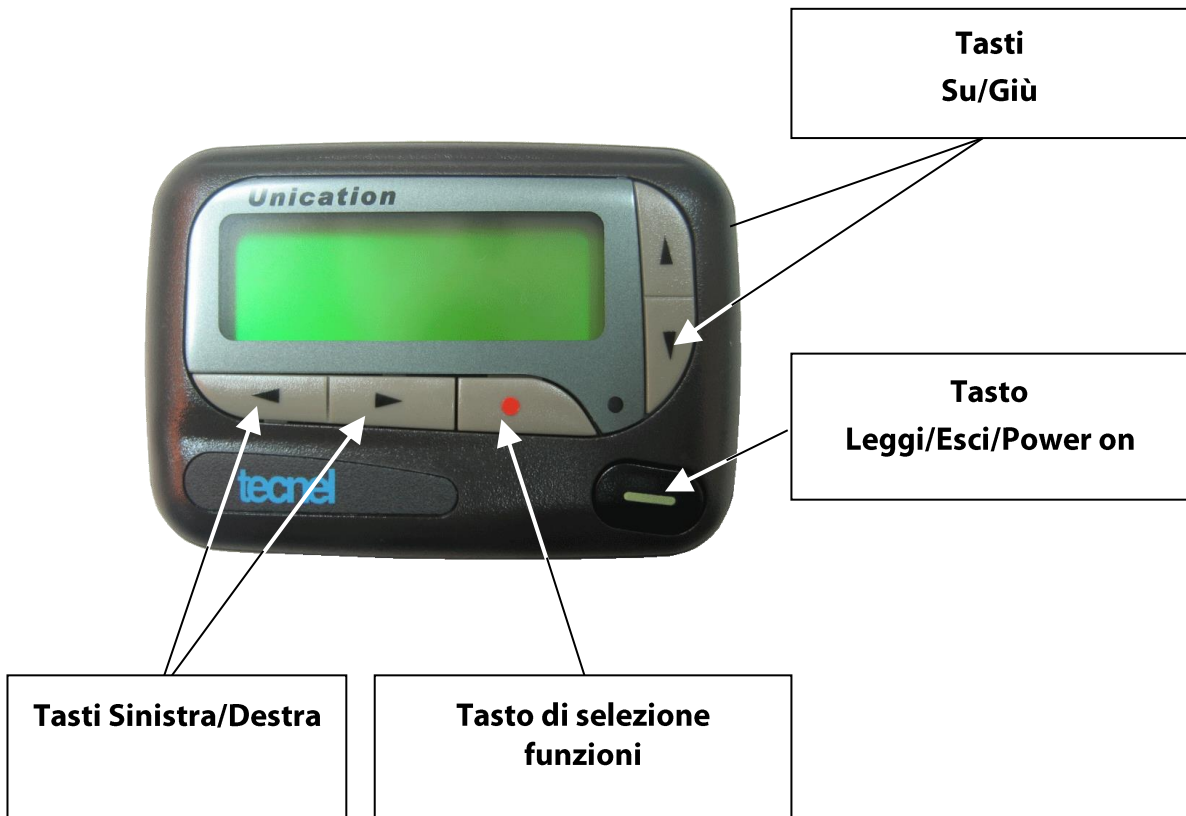 Tasti
Su/Giù
Unication
Tasto
Leggi/Esci/Power on
tecnel
Tasti Sinistra/Destra
Tasto di selezione
funzioni